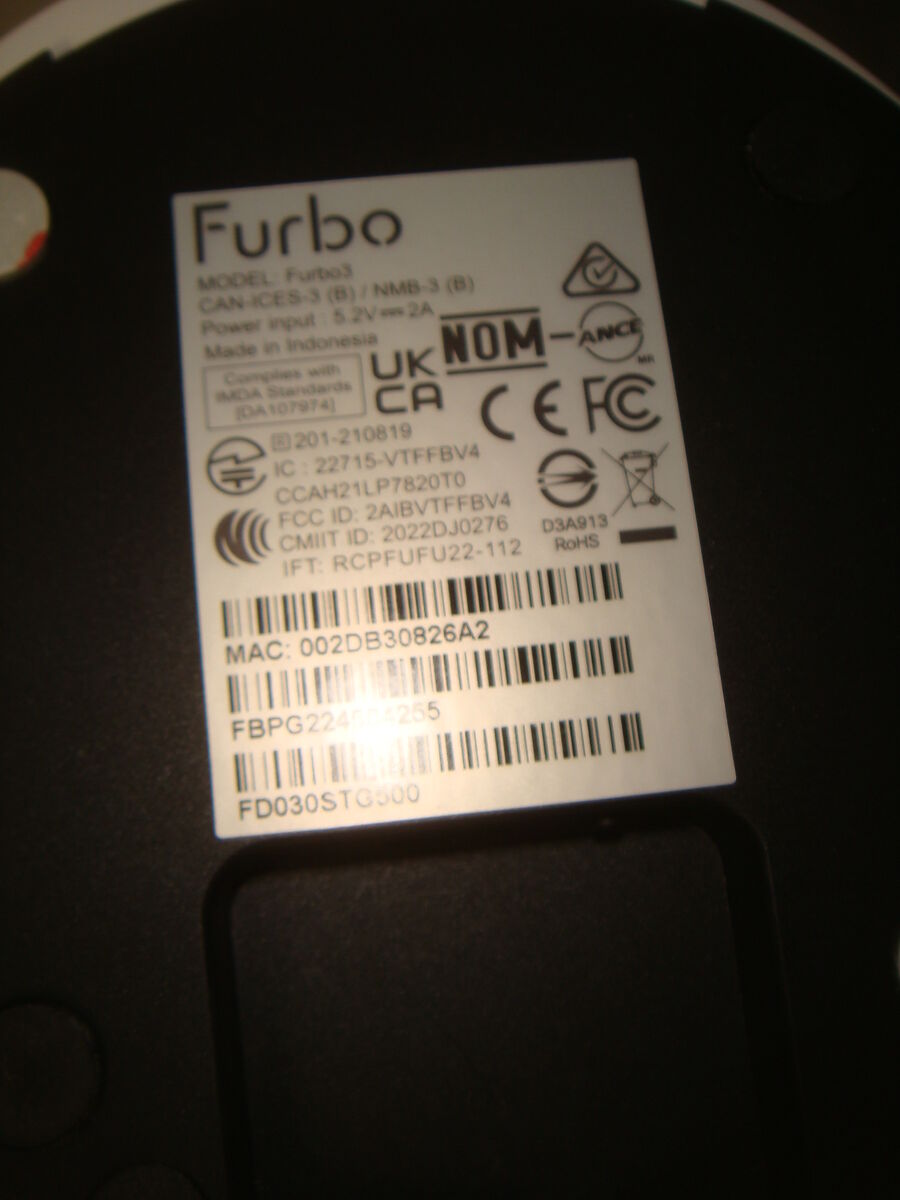 Furbo
MODEL: Furbo3
CAN-ICES-3 (B) / NMB-3 (B)
Power input : 5.2V⎓2A
Made in Indonesia
NOM-ANCE
MR
Complies with
IMDA Standards
[DA107974]
UK
CA
CE FC
R 201-210819
IC : 22715-VTFFBV4
CCAH21LP7820T0
FCC ID: 2AIBVTFFBV4
CMIIT ID: 2022DJ0276
IFT: RCPFUFU22-112
D3A913
RoHS
MAC: 002DB30826A2
FD030STG500